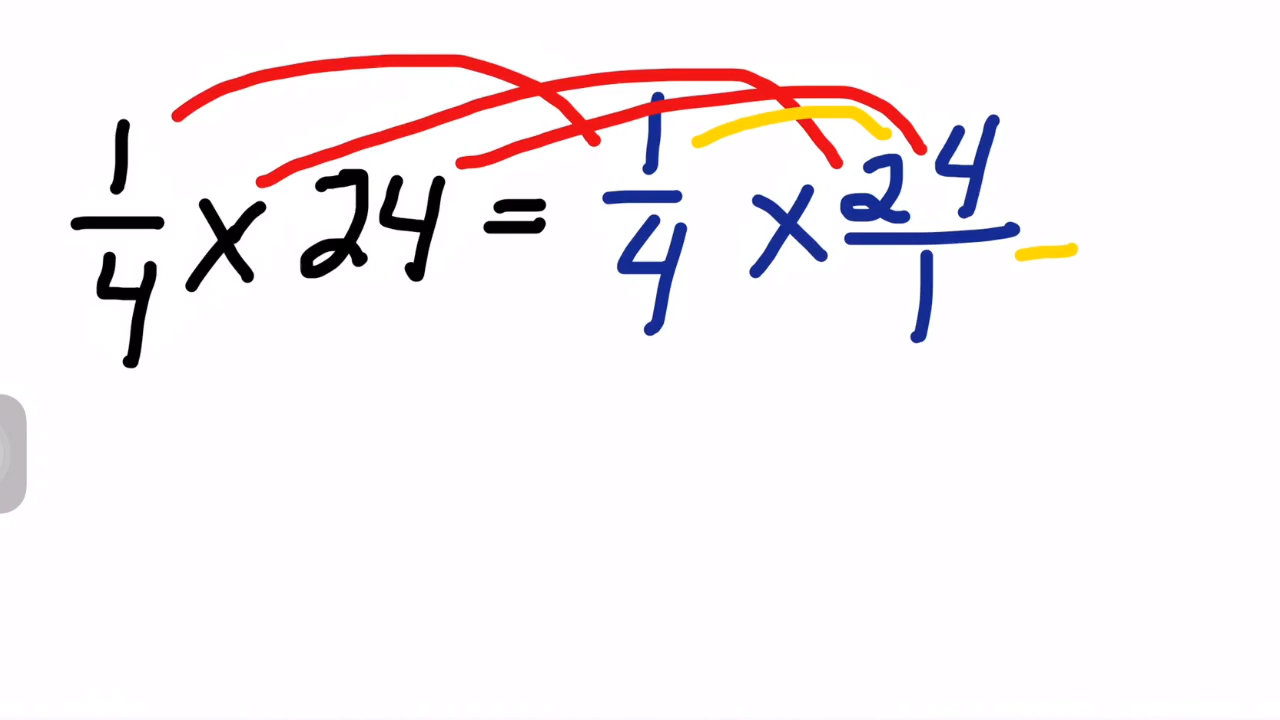 1/4 x 24 = 1/4 x 24/1 -